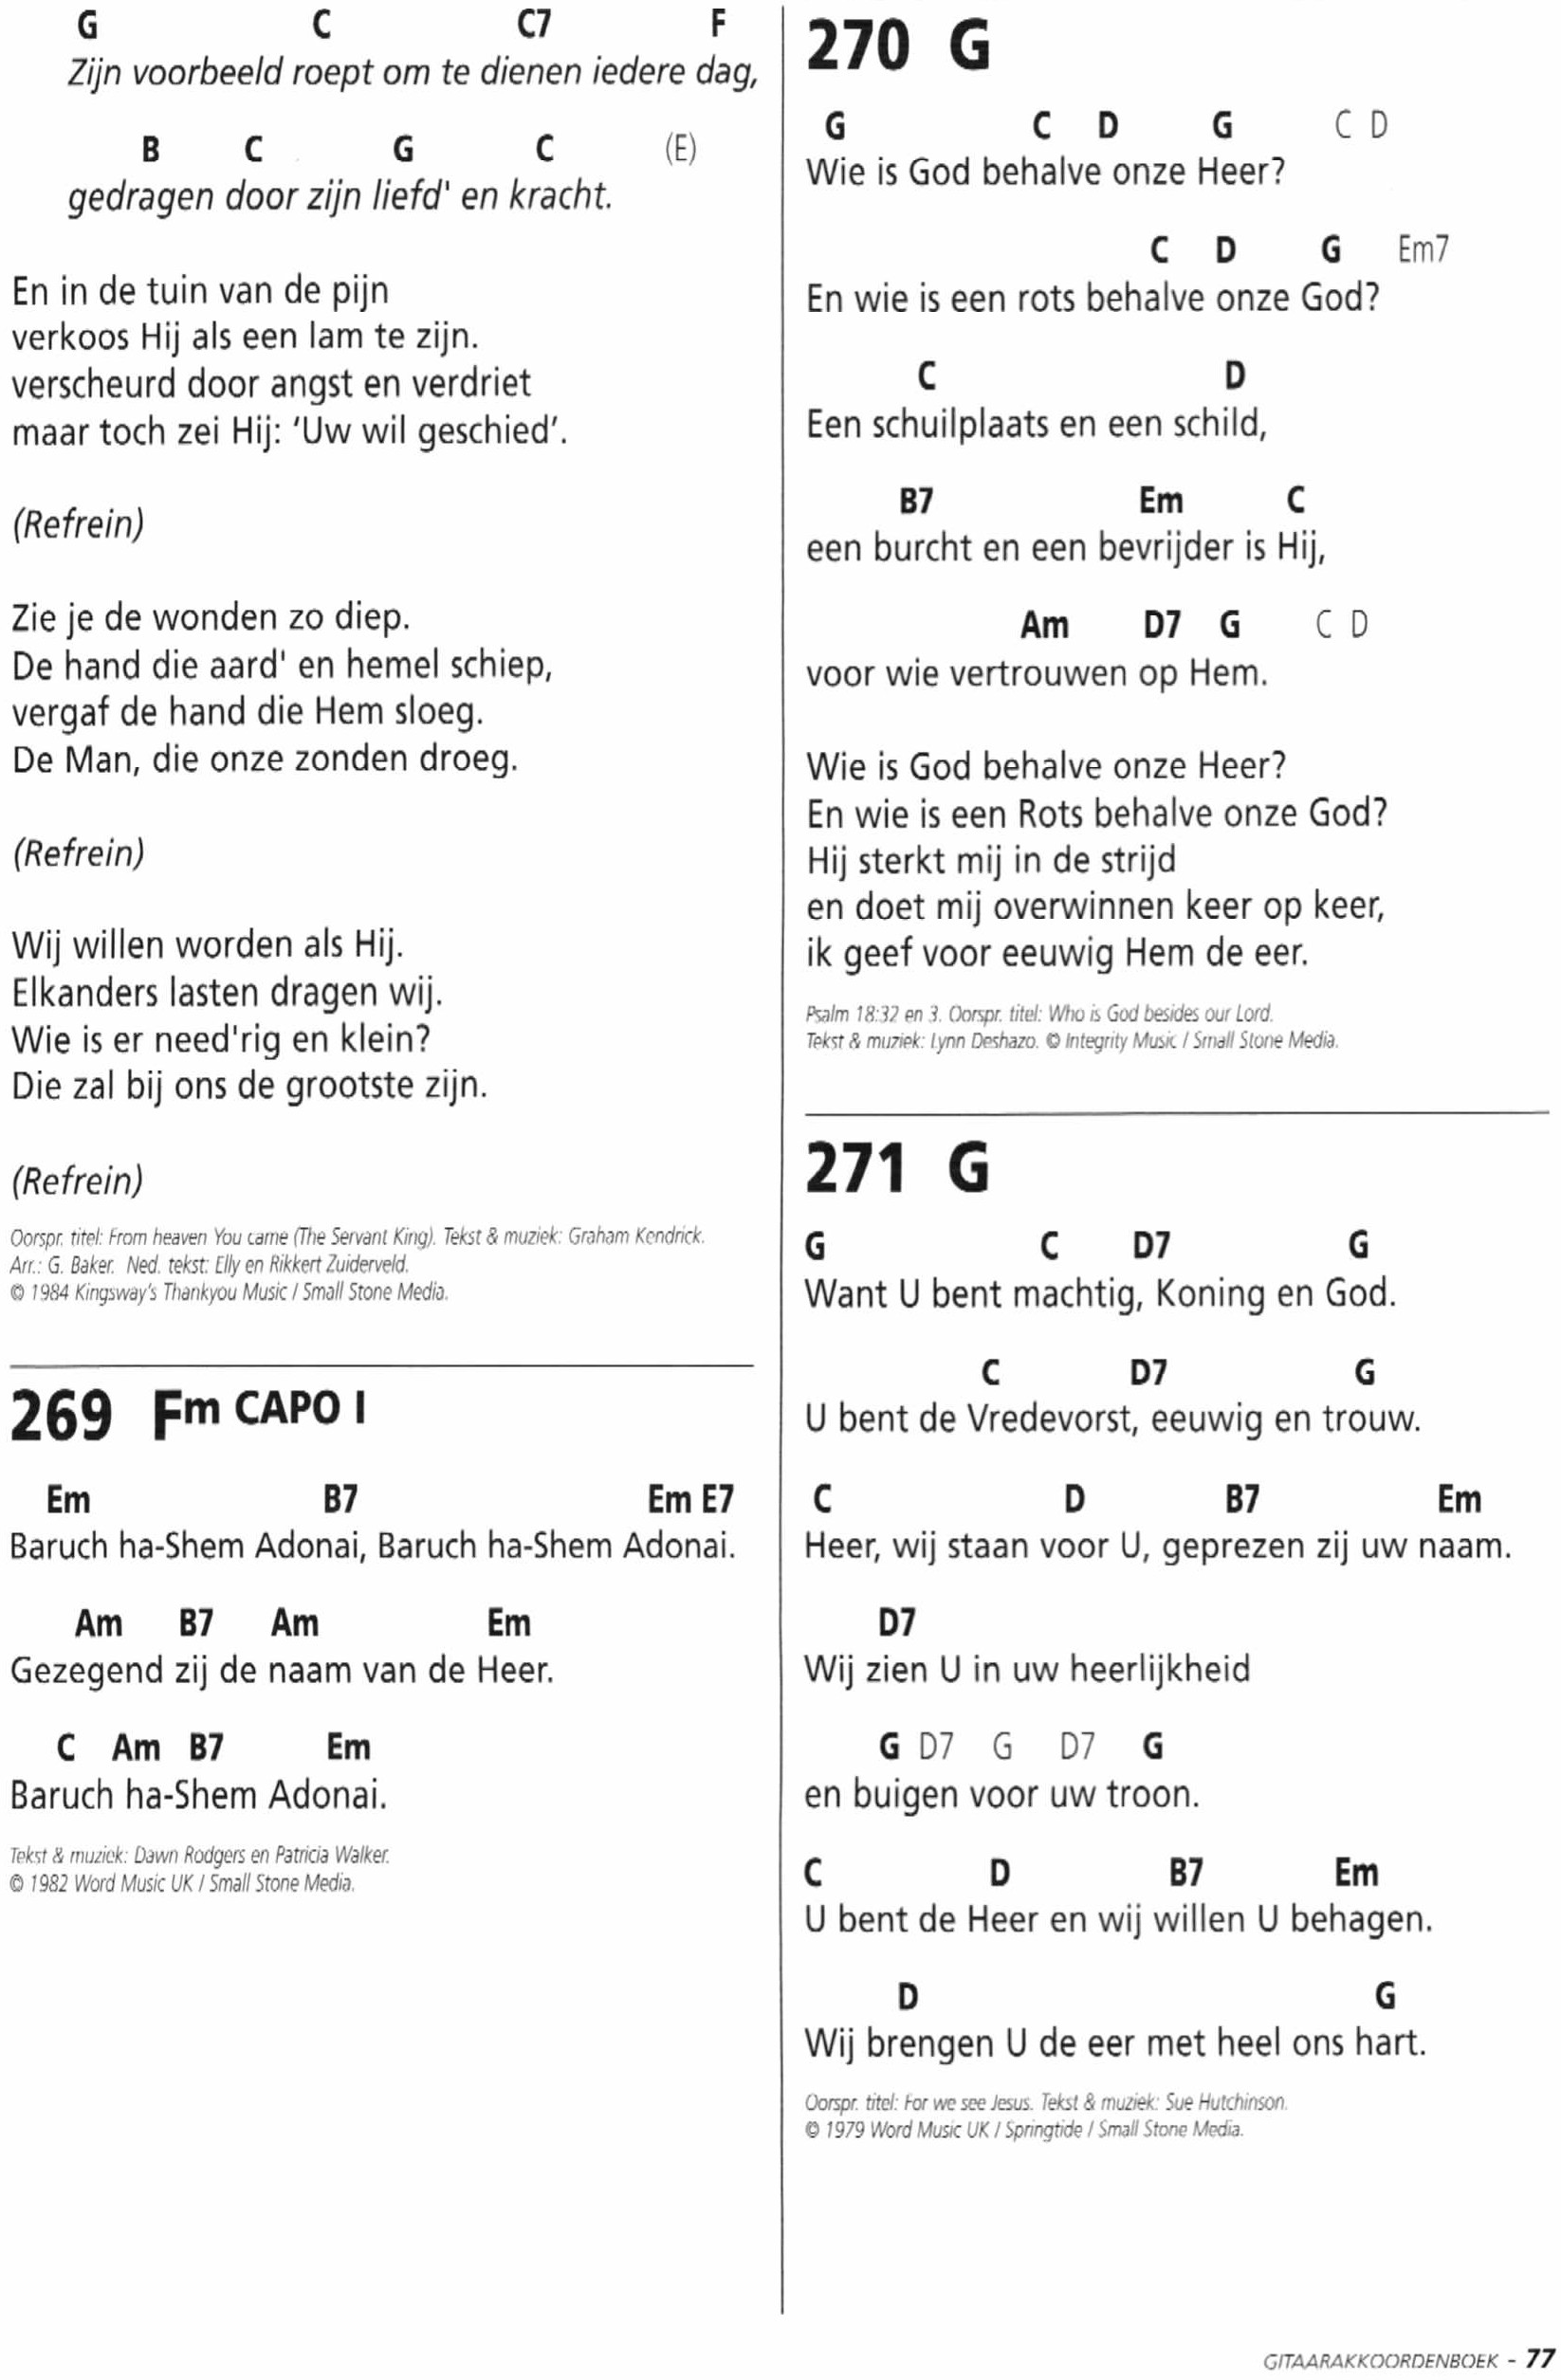 G C C7 F
Zijn voorbeeld roept om te dienen iedere dag,
B C G C (E)
gedragen door zijn liefd' en kracht.
En in de tuin van de pijn
verkoos Hij als een lam te zijn.
verscheurd door angst en verdriet
maar toch zei Hij: ‘Uw wil geschied’.
(Refrein)
Zie je de wonden zo diep.
De hand die aard' en hemel schiep,
vergaf de hand die Hem sloeg.
De Man, die onze zonden droeg.
(Refrein)
Wij willen worden als Hij.
Elkanders lasten dragen wij.
Wie is er need'rig en klein?
Die zal bij ons de grootste zijn.
(Refrein)
Oorspr. titel: From heaven You came (The Servant King). Tekst & muziek: Graham Kendrick.
Arr.: G. Baker. Ned. tekst: Elly en Rikkert Zuiderveld.
© 1984 Kingsway's Thankyou Music / Small Stone Media.
269 Fm CAPO I
Em B7 Em E7
Baruch ha-Shem Adonai, Baruch ha-Shem Adonai.
Am B7 Am Em
Gezegend zij de naam van de Heer.
C Am B7 Em
Baruch ha-Shem Adonai.
Tekst & muziek: Dawn Rodgers en Patricia Walker.
© 1982 Word Music UK / Small Stone Media.
270 G
G C D G C D
Wie is God behalve onze Heer?
C D G Em7
En wie is een rots behalve onze God?
C D
Een schuilplaats en een schild,
B7 Em C
een burcht en een bevrijder is Hij,
Am D7 G C D
voor wie vertrouwen op Hem.
Wie is God behalve onze Heer?
En wie is een Rots behalve onze God?
Hij sterkt mij in de strijd
en doet mij overwinnen keer op keer,
ik geef voor eeuwig Hem de eer.
Psalm 18:32 en 3. Oorspr. titel: Who is God besides our Lord.
Tekst & muziek: Lynn Deshazo. © Integrity Music / Small Stone Media.
271 G
G C D7 G
Want U bent machtig, Koning en God.
C D7 G
U bent de Vredevorst, eeuwig en trouw.
C D B7 Em
Heer, wij staan voor U, geprezen zij uw naam.
D7
Wij zien U in uw heerlijkheid
G D7 G D7 G
en buigen voor uw troon.
C D B7 Em
U bent de Heer en wij willen U behagen.
D G
Wij brengen U de eer met heel ons hart.
Oorspr. titel: For we see Jesus. Tekst & muziek: Sue Hutchinson.
© 1979 Word Music UK / Springtide / Small Stone Media.
GITAARAKKOORDENBOEK - 77